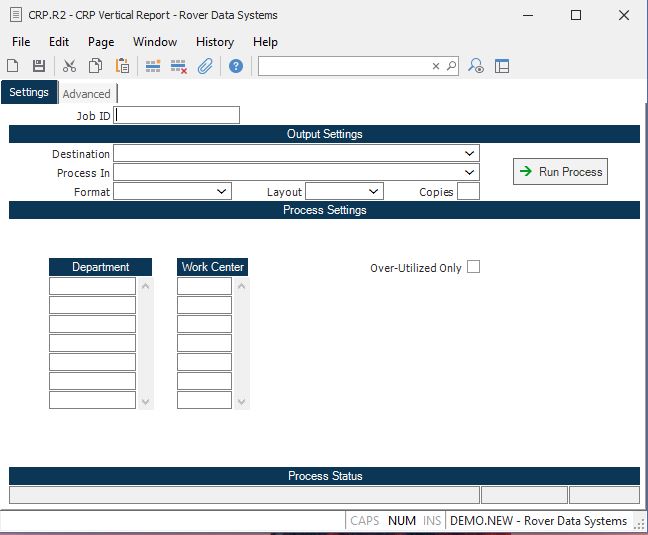 CRP.R2 - CRP Vertical Report - Rover Data Systems
File Edit Page Window History Help
Settings Advanced
Job ID
Output Settings
Destination
Process In
Run Process
Format Layout Copies
Process Settings
Department Work Center Over-Utilized Only
Process Status
CAPS NUM INS DEMO.NEW - Rover Data Systems